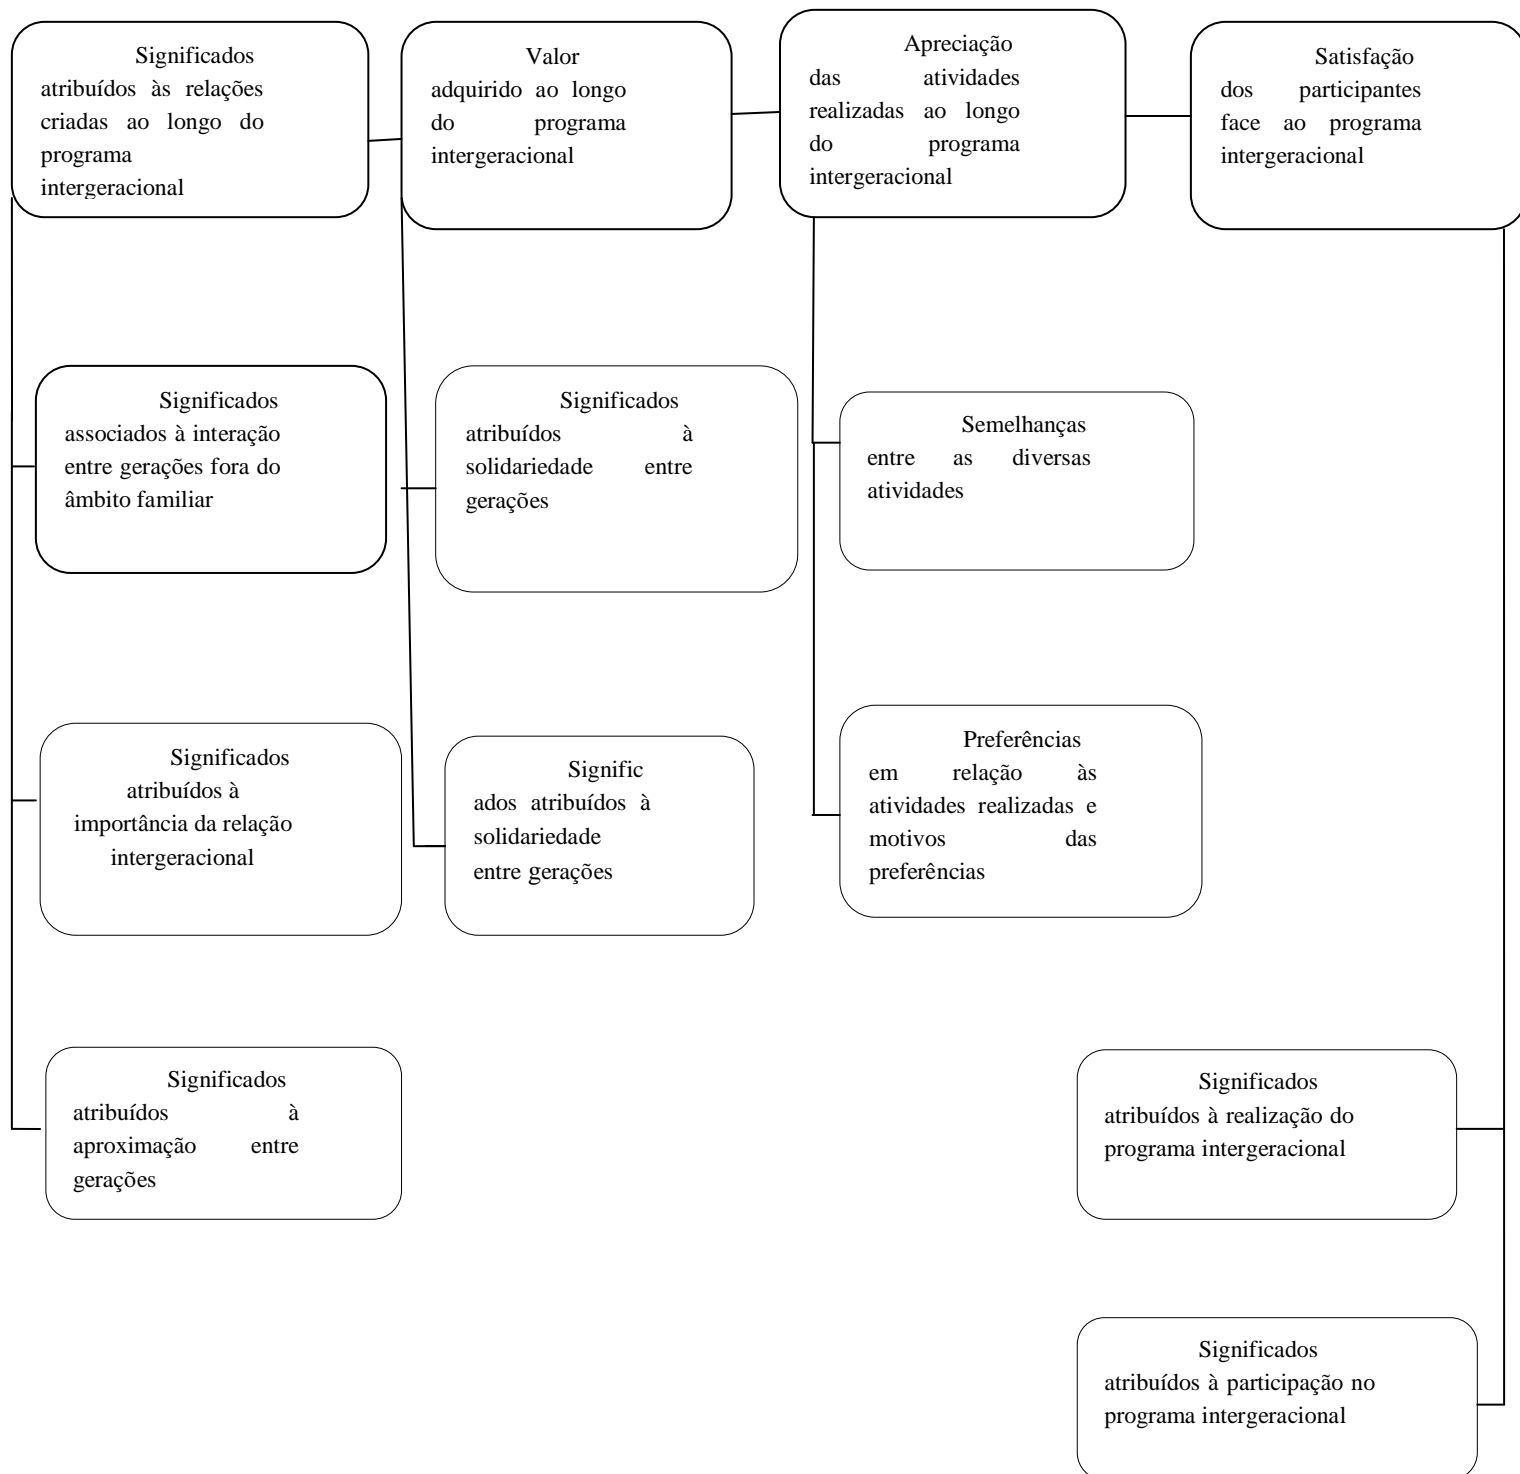 Significados
atribuídos às relações
criadas ao longo do
programa
intergeracional
Valor
adquirido ao longo
do programa
intergeracional
Apreciação
das atividades
realizadas ao longo
do programa
intergeracional
Satisfação
dos participantes
face ao programa
intergeracional
Significados
associados à interação
entre gerações fora do
âmbito familiar
Significados
atribuídos à
solidariedade entre
gerações
Semelhanças
entre as diversas
atividades
Significados
atribuídos à
importância da relação
intergeracional
Signific
ados atribuídos à
solidariedade
entre gerações
Preferências
em relação às
atividades realizadas e
motivos das
preferências
Significados
atribuídos à
aproximação entre
gerações
Significados
atribuídos à realização do
programa intergeracional
Significados
atribuídos à participação no
programa intergeracional